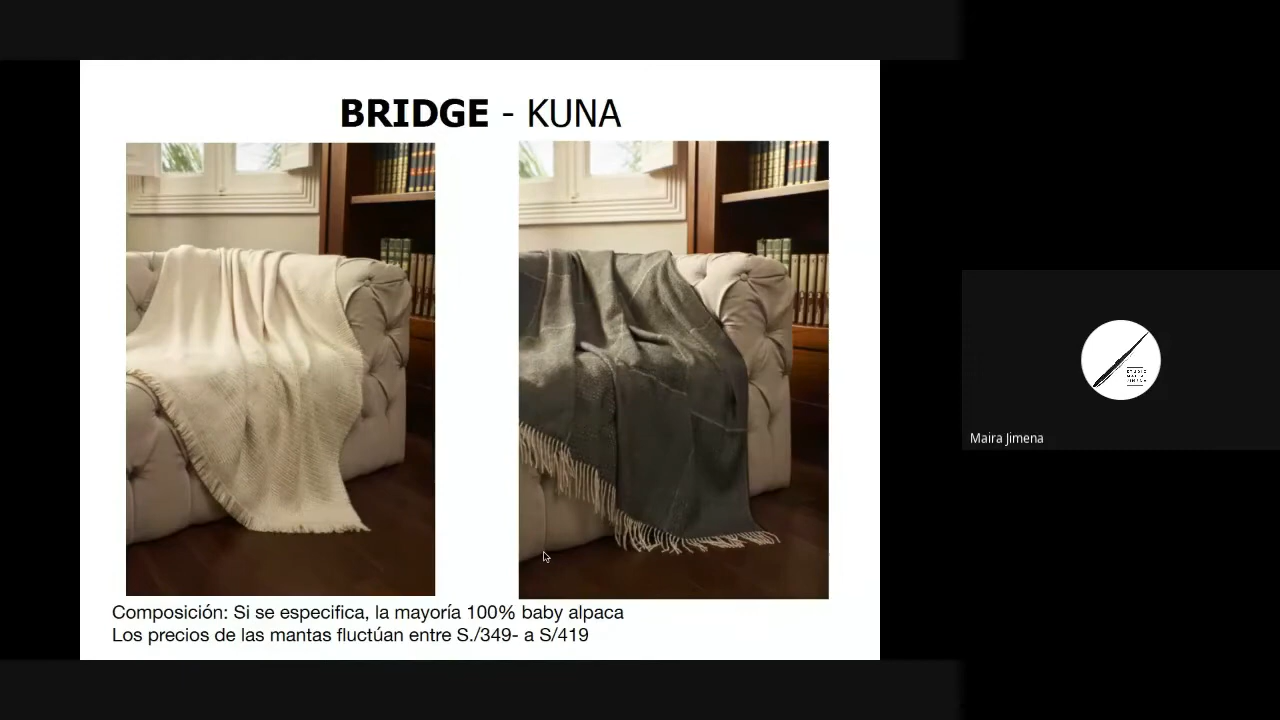 BRIDGE - KUNA
Composición: Si se especifica, la mayoría 100% baby alpaca
Los precios de las mantas fluctúan entre S./349- a S/419
Maira Jimena